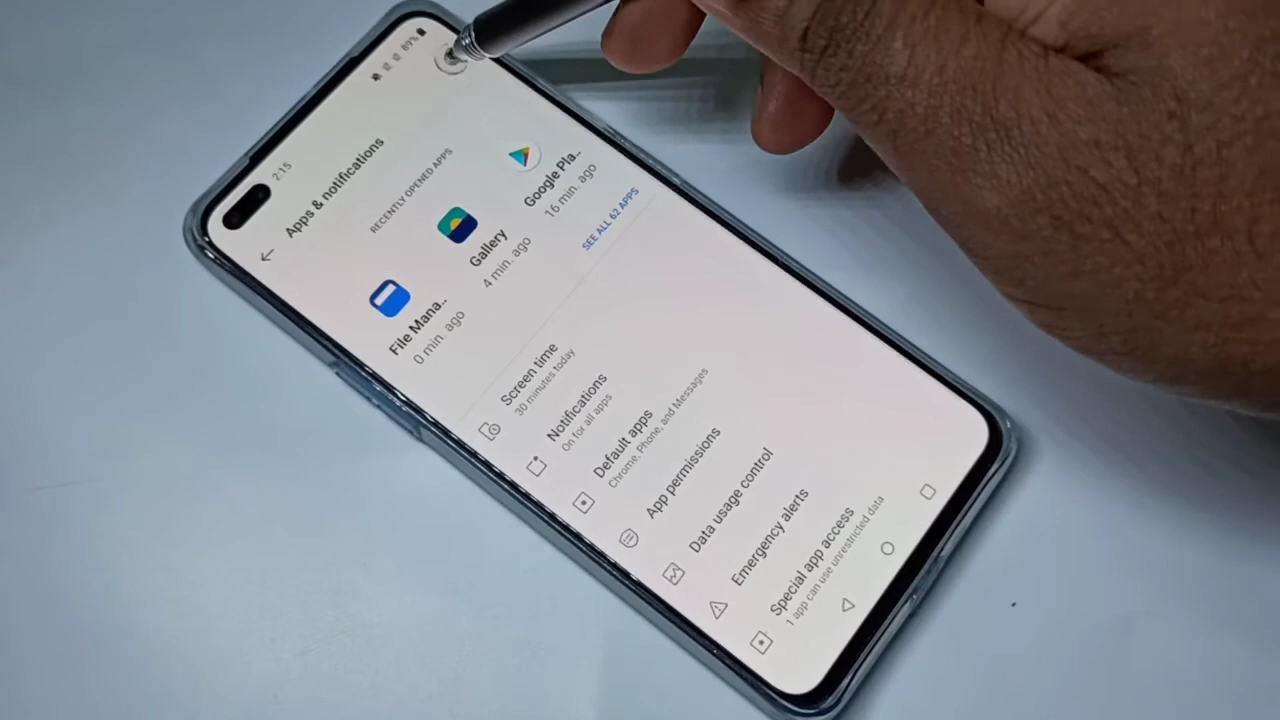 2:15
89%
Apps & notifications
RECENTLY OPENED APPS
File Mana..
0 min. ago
Gallery
4 min. ago
Google Pla..
16 min. ago
SEE ALL 62 APPS
Screen time
30 minutes today
Notifications
On for all apps
Default apps
Chrome, Phone, and Messages
App permissions
Data usage control
Emergency alerts
Special app access
1 app can use unrestricted data